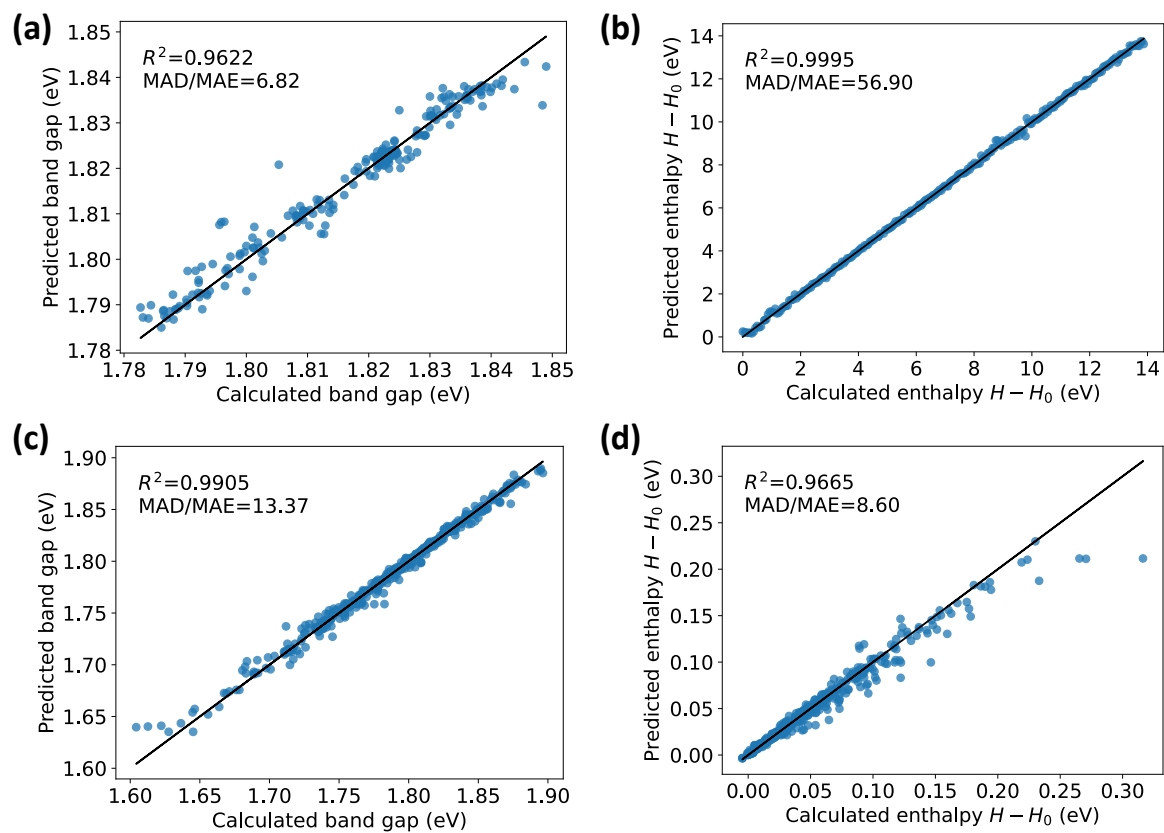 (a)
R²=0.9622
MAD/MAE=6.82
Predicted band gap (eV)
1.85
1.84
1.83
1.82
1.81
1.80
1.79
1.78
1.78 1.79 1.80 1.81 1.82 1.83 1.84 1.85
Calculated band gap (eV)
(b)
R²=0.9995
MAD/MAE=56.90
Predicted enthalpy H − H₀ (eV)
14
12
10
8
6
4
2
0
0 2 4 6 8 10 12 14
Calculated enthalpy H − H₀ (eV)
(c)
R²=0.9905
MAD/MAE=13.37
Predicted band gap (eV)
1.90
1.85
1.80
1.75
1.70
1.65
1.60
1.60 1.65 1.70 1.75 1.80 1.85 1.90
Calculated band gap (eV)
(d)
R²=0.9665
MAD/MAE=8.60
Predicted enthalpy H − H₀ (eV)
0.30
0.25
0.20
0.15
0.10
0.05
0.00
0.00 0.05 0.10 0.15 0.20 0.25 0.30
Calculated enthalpy H − H₀ (eV)